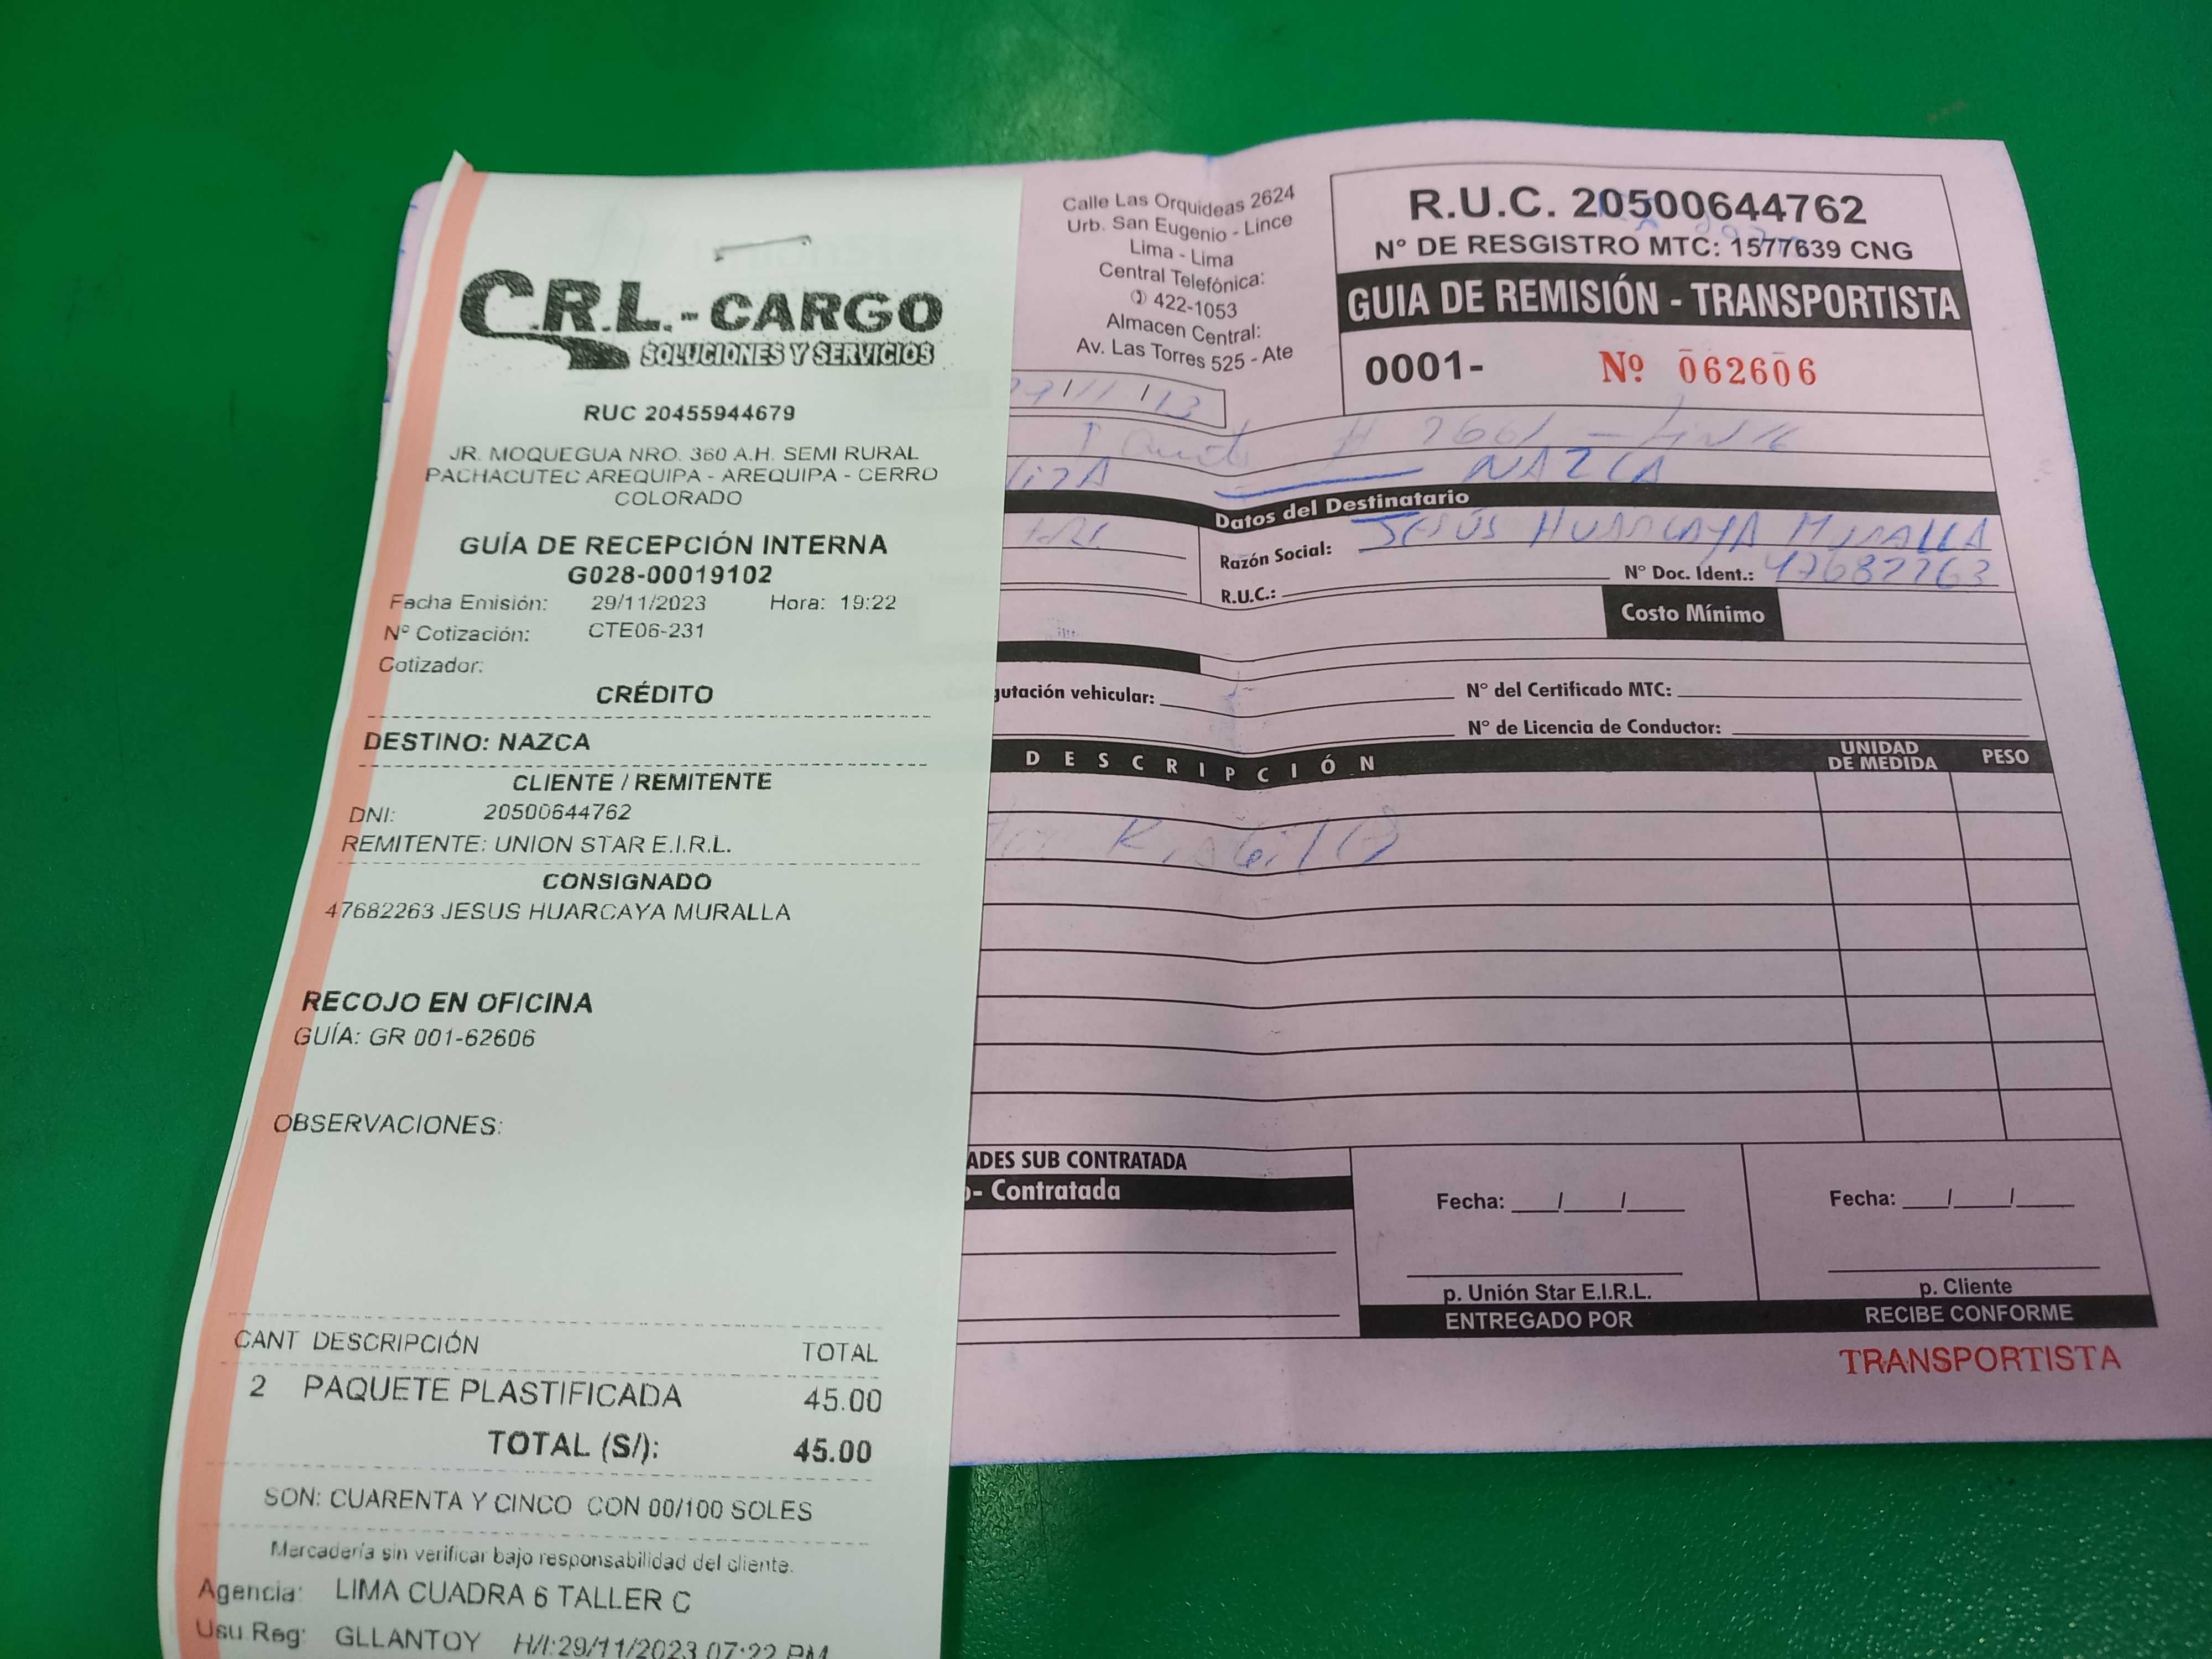 C.R.L.-CARGO
SOLUCIONES Y SERVICIOS
RUC 20455944679
JR. MOQUEGUA NRO. 360 A.H. SEMI RURAL
PACHACUTEC AREQUIPA - AREQUIPA - CERRO
COLORADO
GUÍA DE RECEPCIÓN INTERNA
G028-00019102
Fecha Emisión: 29/11/2023 Hora: 19:22
Nº Cotización: CTE06-231
Cotizador:
CRÉDITO
DESTINO: NAZCA
CLIENTE / REMITENTE
DNI: 20500644762
REMITENTE: UNION STAR E.I.R.L.
CONSIGNADO
47682263 JESUS HUARCAYA MURALLA
RECOJO EN OFICINA
GUÍA: GR 001-62606
OBSERVACIONES:
CANT DESCRIPCIÓN TOTAL
2 PAQUETE PLASTIFICADA 45.00
TOTAL (S/): 45.00
SON: CUARENTA Y CINCO CON 00/100 SOLES
Mercadería sin verificar bajo responsabilidad del cliente.
Agencia: LIMA CUADRA 6 TALLER C
Usu.Reg: GLLANTOY H/I:29/11/2023 07:22 PM
Calle Las Orquideas 2624
Urb. San Eugenio - Lince
Lima - Lima
Central Telefónica:
422-1053
Almacen Central:
Av. Las Torres 525 - Ate
R.U.C. 20500644762
N° DE RESGISTRO MTC: 1577639 CNG
GUIA DE REMISIÓN - TRANSPORTISTA
0001- Nº 062606
NAZCA
Datos del Destinatario
Razón Social: JESÚS HUARCAYA MURALLA
N° Doc. Ident.: 47682263
R.U.C.:
Costo Mínimo
gutación vehicular: N° del Certificado MTC:
N° de Licencia de Conductor:
DESCRIPCIÓN UNIDAD DE MEDIDA PESO
ADES SUB CONTRATADA
- Contratada
Fecha: / / Fecha: / /
p. Unión Star E.I.R.L. p. Cliente
ENTREGADO POR RECIBE CONFORME
TRANSPORTISTA